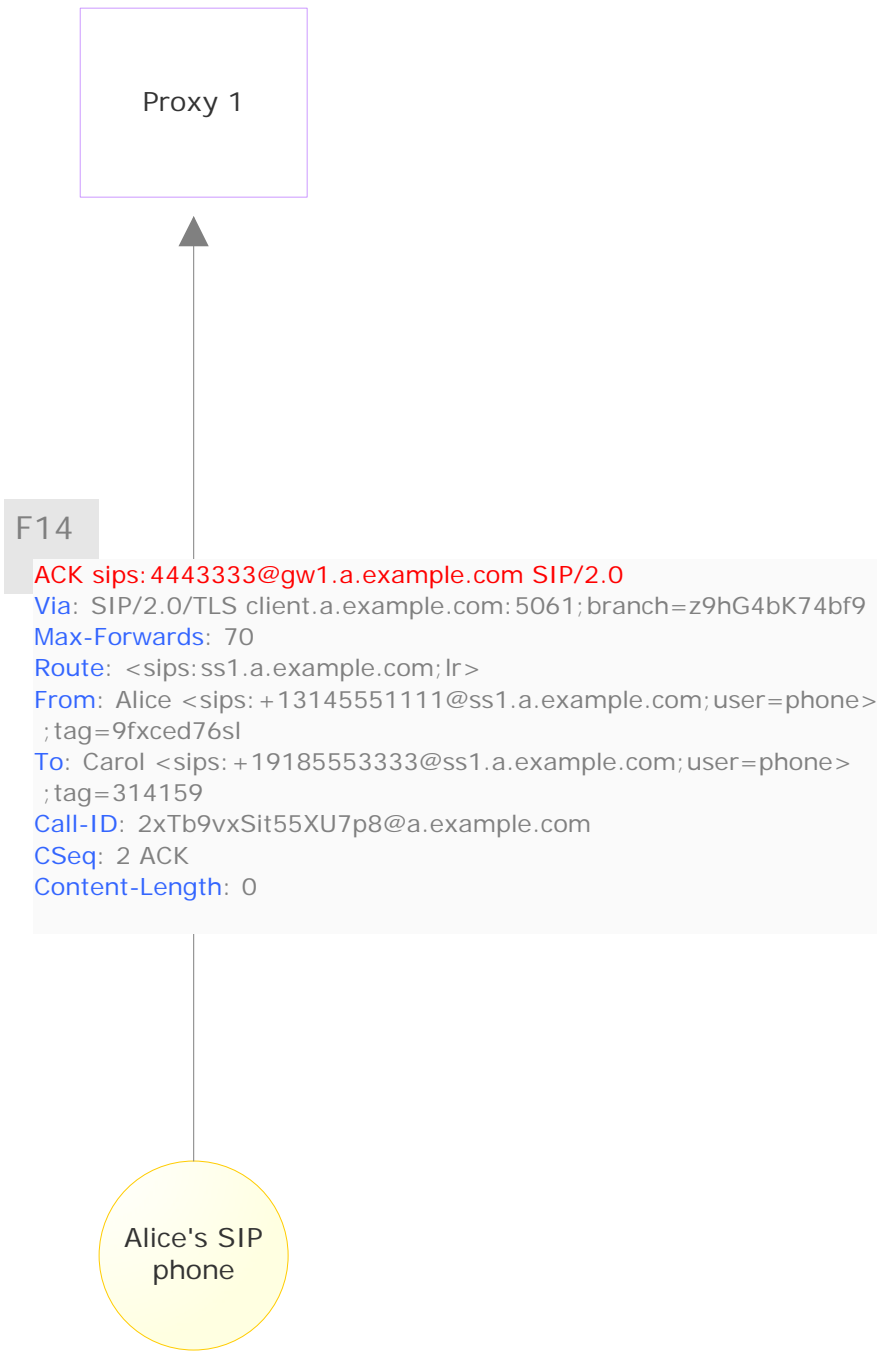 Proxy 1
F14
ACK sips:4443333@gw1.a.example.com SIP/2.0
Via: SIP/2.0/TLS client.a.example.com:5061;branch=z9hG4bK74bf9
Max-Forwards: 70
Route: <sips:ss1.a.example.com;lr>
From: Alice <sips:+13145551111@ss1.a.example.com;user=phone>
;tag=9fxced76sl
To: Carol <sips:+19185553333@ss1.a.example.com;user=phone>
;tag=314159
Call-ID: 2xTb9vxSit55XU7p8@a.example.com
CSeq: 2 ACK
Content-Length: 0
Alice's SIP
phone